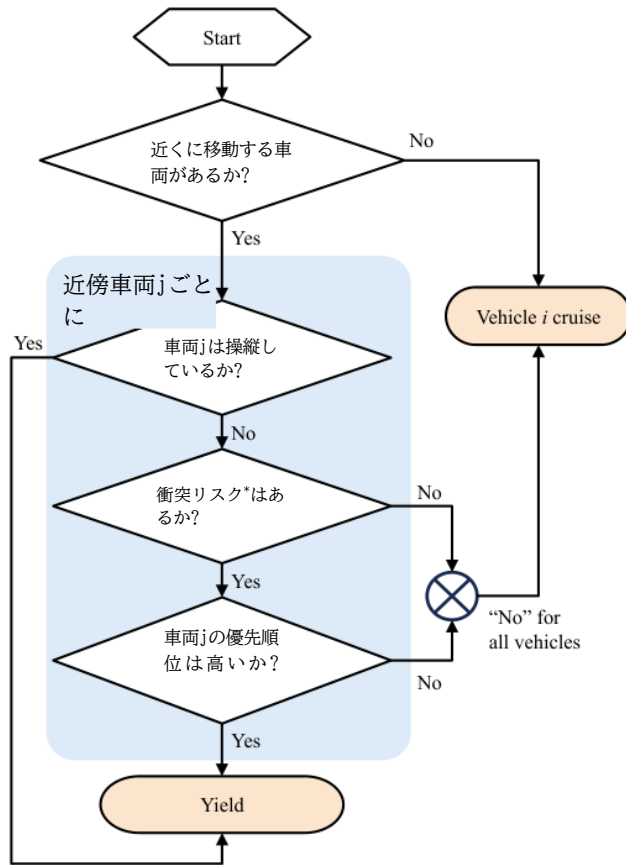 Start
近くに移動する車
両があるか?
No
Yes
近傍車両jごと
に
Yes
車両jは操縦し
ているか?
No
衝突リスク*はあ
るか?
No
Yes
車両jの優先順
位は高いか?
No
Yes
Yield
Vehicle i cruise
“No” for
all vehicles